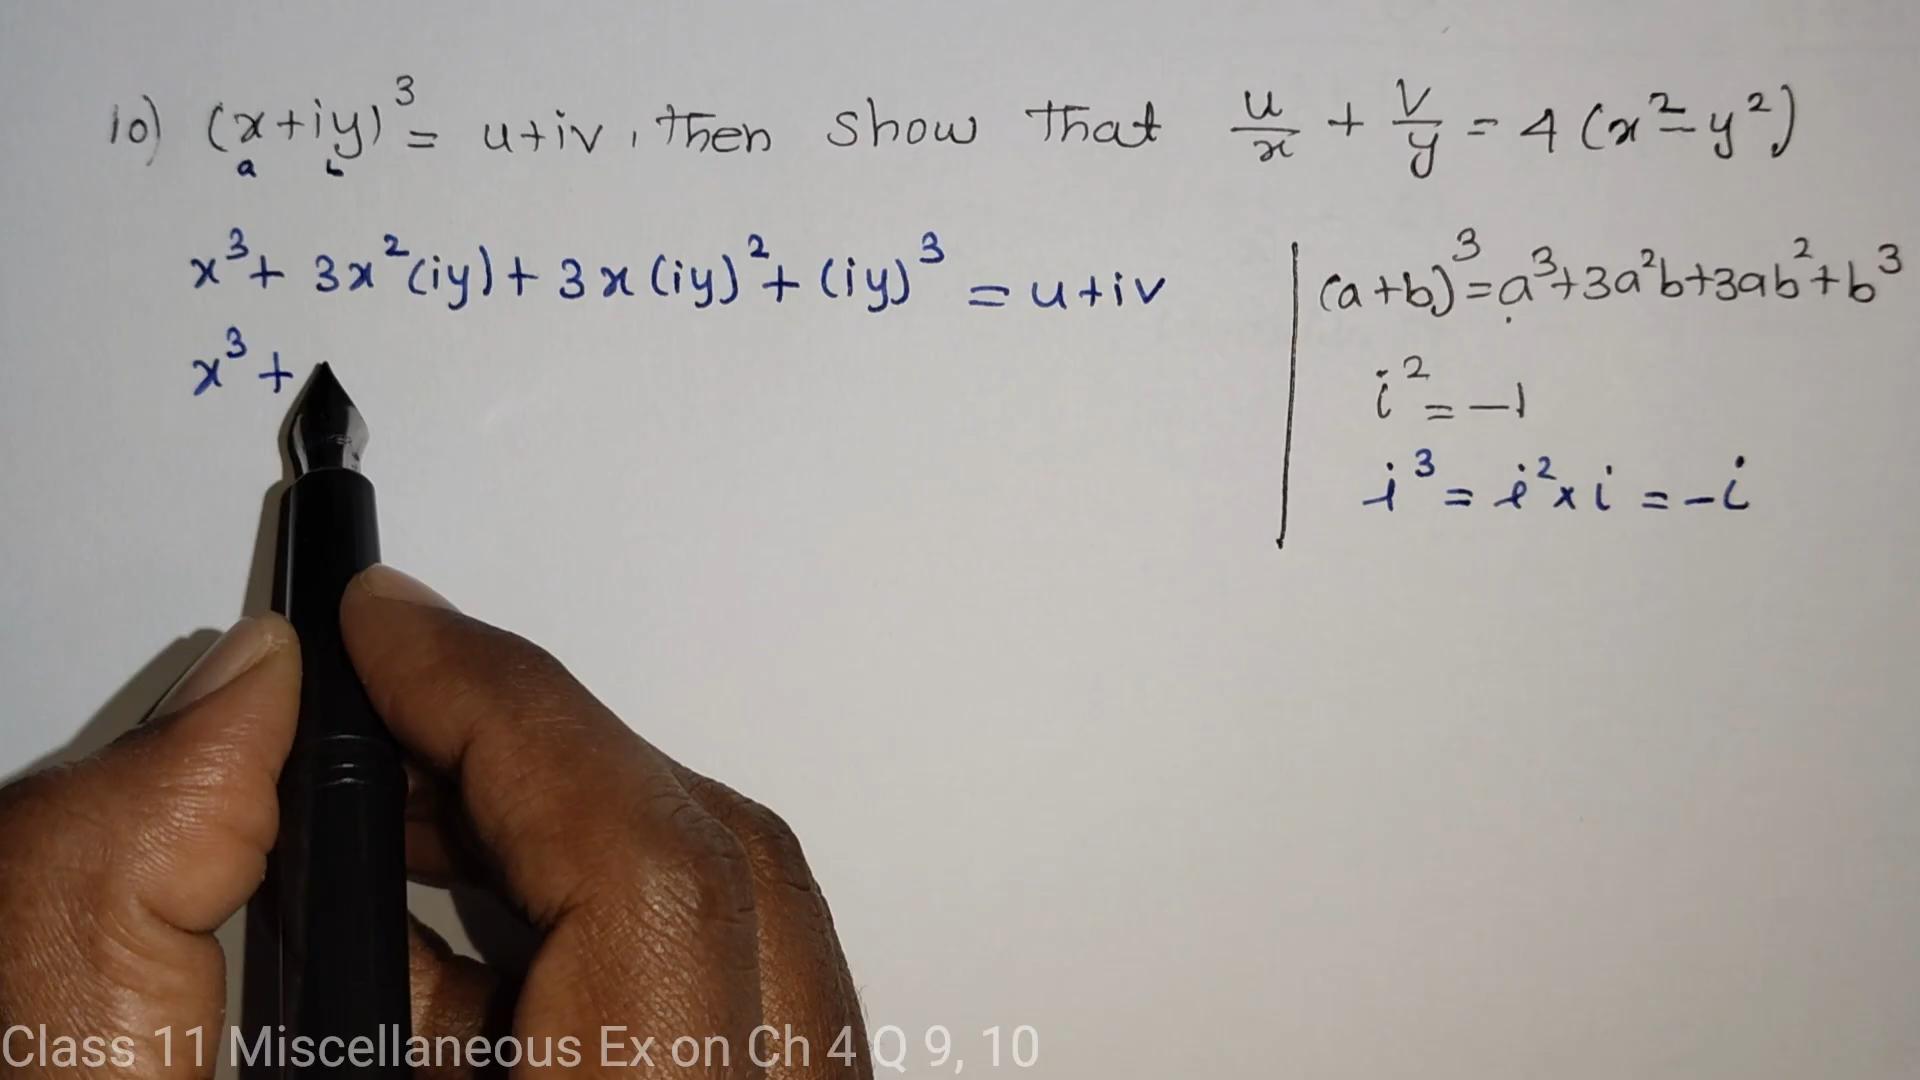 10) (x+iy)³ = u+iv, then show that u/x + v/y = 4(x²-y²)
a b
x³ + 3x²(iy) + 3x(iy)² + (iy)³ = u+iv
(a+b)³ = a³+3a²b+3ab²+b³
x³ +
i² = -1
i³ = i² × i = -i
Class 11 Miscellaneous Ex on Ch 4 Q 9, 10